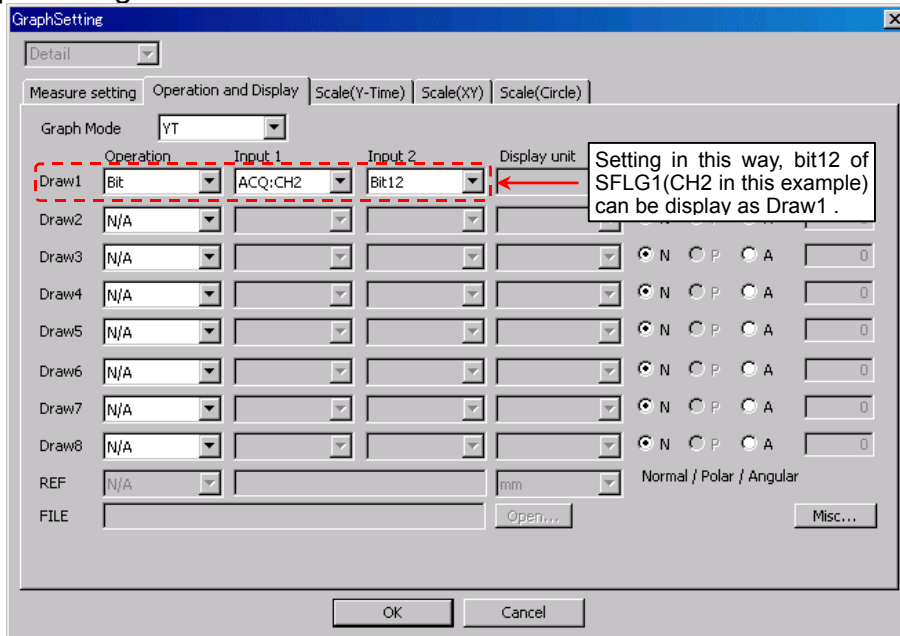 GraphSetting
Detail
Measure setting Operation and Display Scale(Y-Time) Scale(XY) Scale(Circle)
Graph Mode YT
Operation Input 1 Input 2 Display unit
Draw1 Bit ACQ:CH2 Bit12
Setting in this way, bit12 of
SFLG1(CH2 in this example)
can be display as Draw1 .
Draw2 N/A
Draw3 N/A N P A 0
Draw4 N/A N P A 0
Draw5 N/A N P A 0
Draw6 N/A N P A 0
Draw7 N/A N P A 0
Draw8 N/A N P A 0
REF N/A mm Normal / Polar / Angular
FILE Open... Misc...
OK Cancel